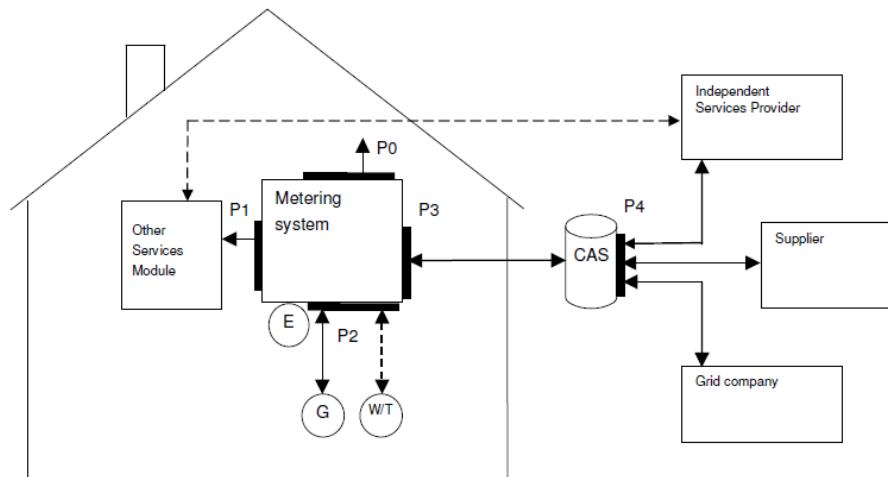 Independent
Services Provider
P0
P1
Metering
system
P3
P4
Other
Services
Module
CAS
Supplier
E
P2
G
W/T
Grid company